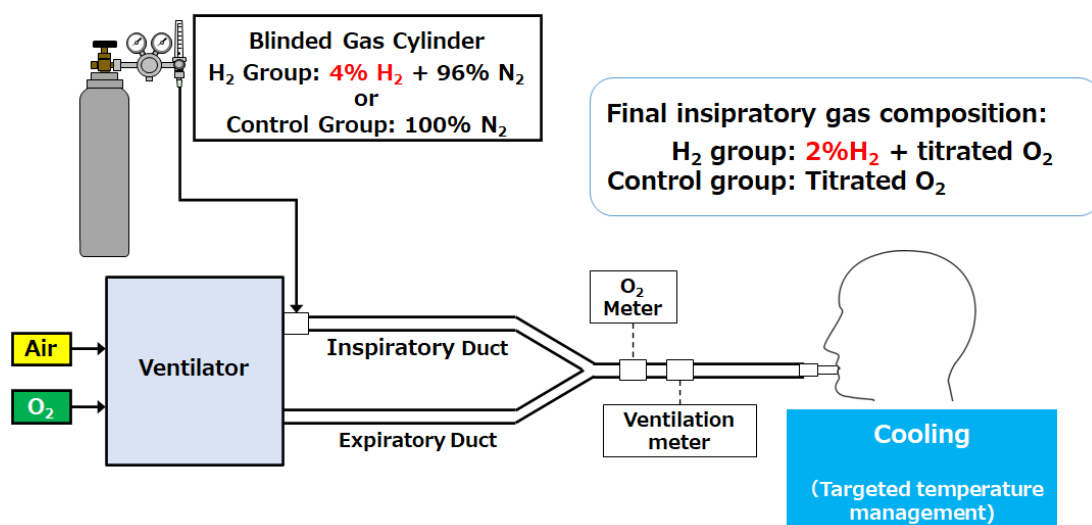 Blinded Gas Cylinder
H₂ Group: 4% H₂ + 96% N₂
or
Control Group: 100% N₂
Final insipratory gas composition:
H₂ group: 2%H₂ + titrated O₂
Control group: Titrated O₂
O₂
Meter
Air
O₂
Ventilator
Inspiratory Duct
Expiratory Duct
Ventilation
meter
Cooling
(Targeted temperature
management)